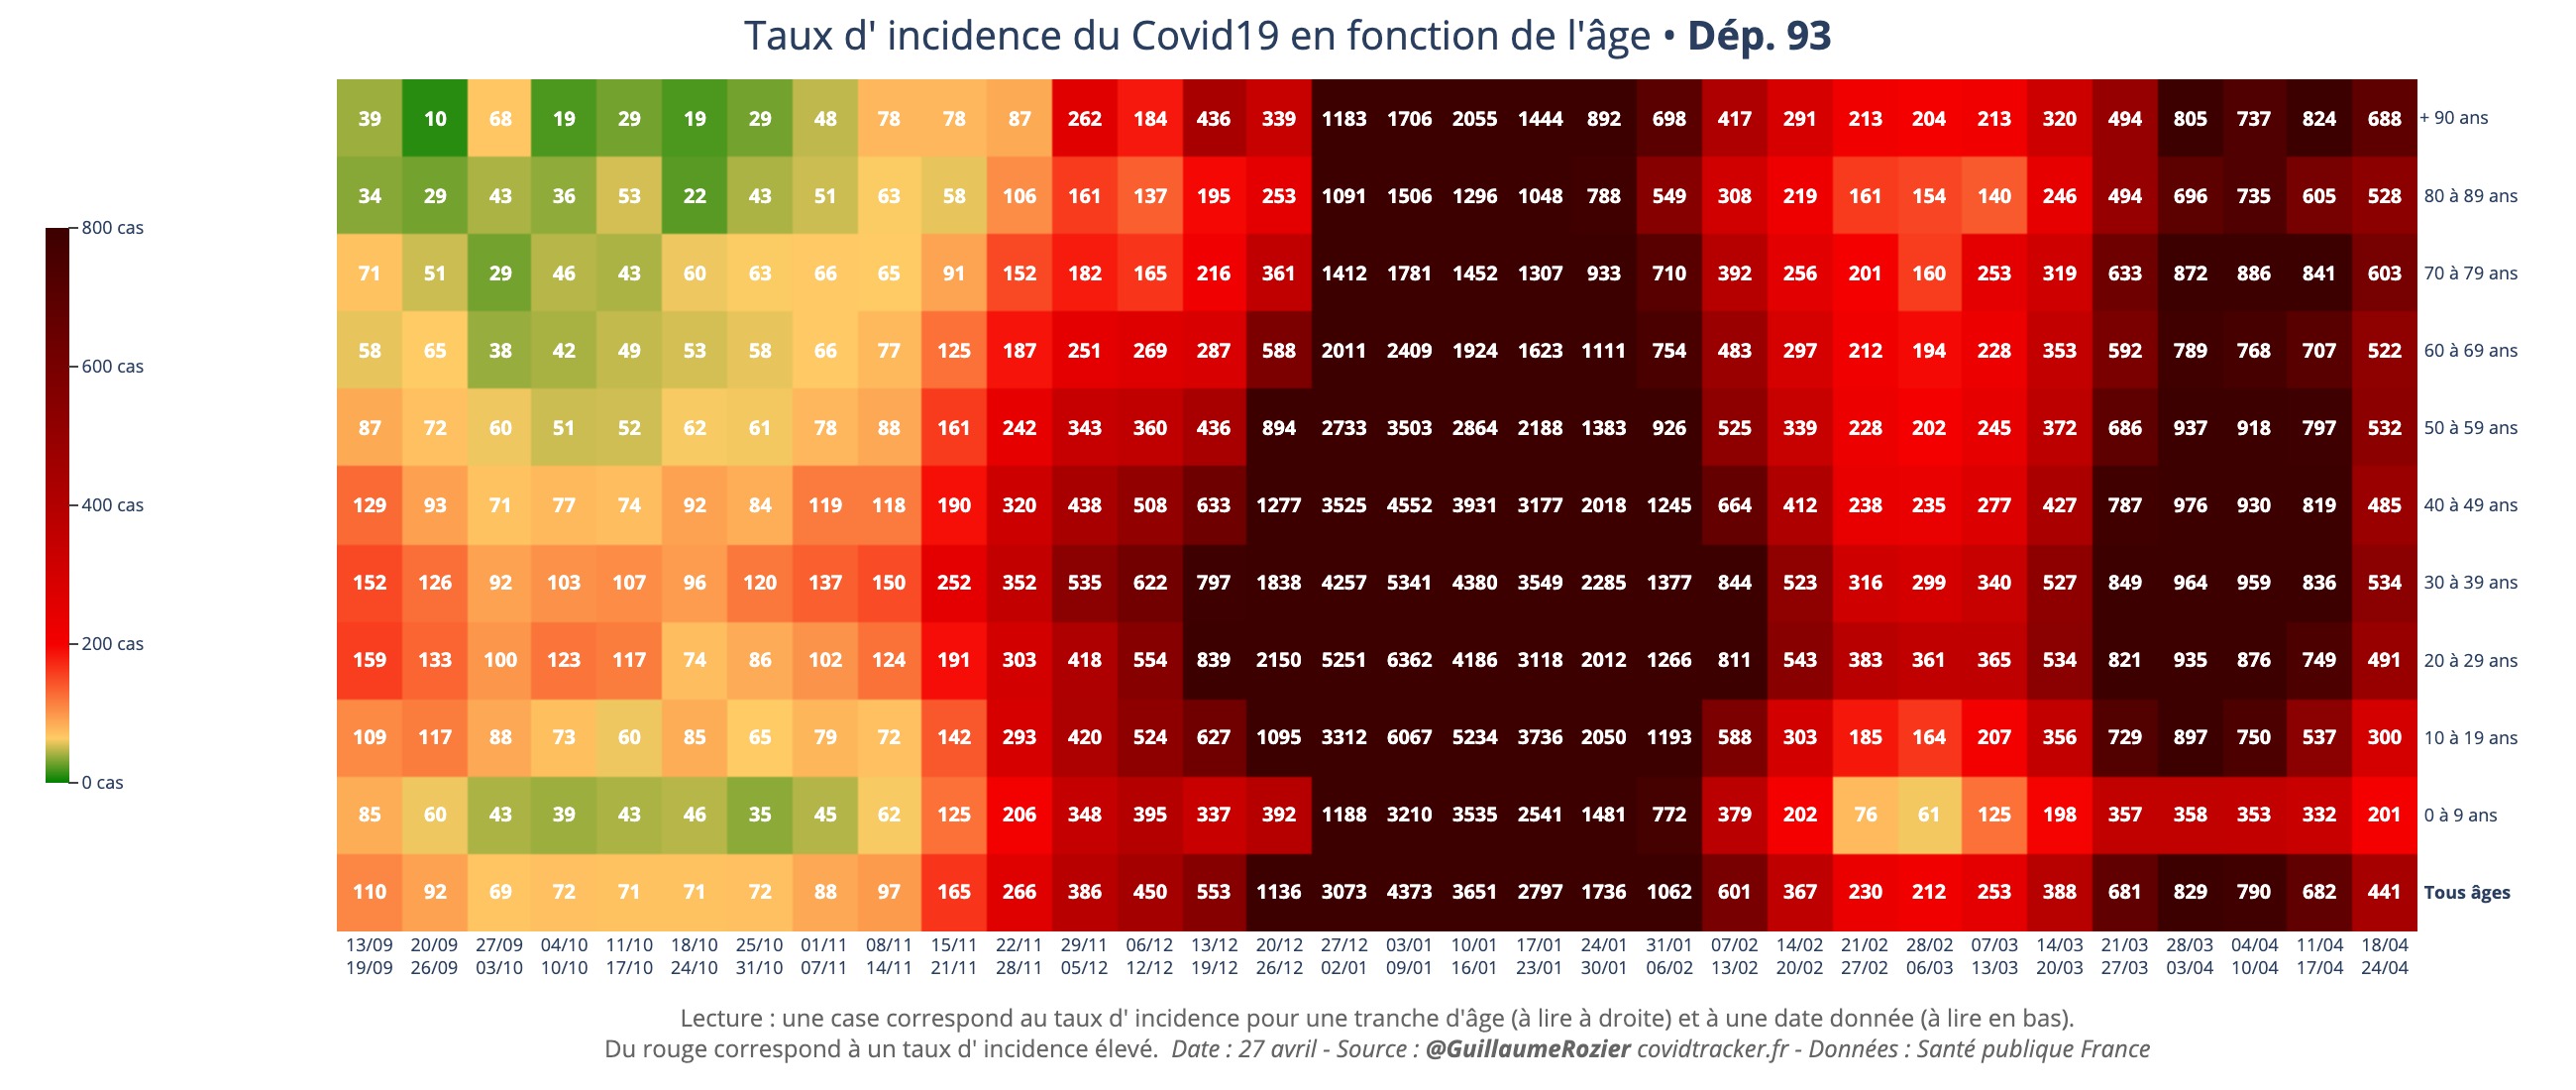 Taux d' incidence du Covid19 en fonction de l'âge • Dép. 93
800 cas
600 cas
400 cas
200 cas
0 cas
39 10 68 19 29 19 29 48 78 78 87 262 184 436 339 1183 1706 2055 1444 892 698 417 291 213 204 213 320 494 805 737 824 688 + 90 ans
34 29 43 36 53 22 43 51 63 58 106 161 137 195 253 1091 1506 1296 1048 788 549 308 219 161 154 140 246 494 696 735 605 528 80 à 89 ans
71 51 29 46 43 60 63 66 65 91 152 182 165 216 361 1412 1781 1452 1307 933 710 392 256 201 160 253 319 633 872 886 841 603 70 à 79 ans
58 65 38 42 49 53 58 66 77 125 187 251 269 287 588 2011 2409 1924 1623 1111 754 483 297 212 194 228 353 592 789 768 707 522 60 à 69 ans
87 72 60 51 52 62 61 78 88 161 242 343 360 436 894 2733 3503 2864 2188 1383 926 525 339 228 202 245 372 686 937 918 797 532 50 à 59 ans
129 93 71 77 74 92 84 119 118 190 320 438 508 633 1277 3525 4552 3931 3177 2018 1245 664 412 238 235 277 427 787 976 930 819 485 40 à 49 ans
152 126 92 103 107 96 120 137 150 252 352 535 622 797 1838 4257 5341 4380 3549 2285 1377 844 523 316 299 340 527 849 964 959 836 534 30 à 39 ans
159 133 100 123 117 74 86 102 124 191 303 418 554 839 2150 5251 6362 4186 3118 2012 1266 811 543 383 361 365 534 821 935 876 749 491 20 à 29 ans
109 117 88 73 60 85 65 79 72 142 293 420 524 627 1095 3312 6067 5234 3736 2050 1193 588 303 185 164 207 356 729 897 750 537 300 10 à 19 ans
85 60 43 39 43 46 35 45 62 125 206 348 395 337 392 1188 3210 3535 2541 1481 772 379 202 76 61 125 198 357 358 353 332 201 0 à 9 ans
110 92 69 72 71 71 72 88 97 165 266 386 450 553 1136 3073 4373 3651 2797 1736 1062 601 367 230 212 253 388 681 829 790 682 441 Tous âges
13/09 20/09 27/09 04/10 11/10 18/10 25/10 01/11 08/11 15/11 22/11 29/11 06/12 13/12 20/12 27/12 03/01 10/01 17/01 24/01 31/01 07/02 14/02 21/02 28/02 07/03 14/03 21/03 28/03 04/04 11/04 18/04
19/09 26/09 03/10 10/10 17/10 24/10 31/10 07/11 14/11 21/11 28/11 05/12 12/12 19/12 26/12 02/01 09/01 16/01 23/01 30/01 06/02 13/02 20/02 27/02 06/03 13/03 20/03 27/03 03/04 10/04 17/04 24/04
Lecture : une case correspond au taux d' incidence pour une tranche d'âge (à lire à droite) et à une date donnée (à lire en bas).
Du rouge correspond à un taux d' incidence élevé. Date : 27 avril - Source : @GuillaumeRozier covidtracker.fr - Données : Santé publique France